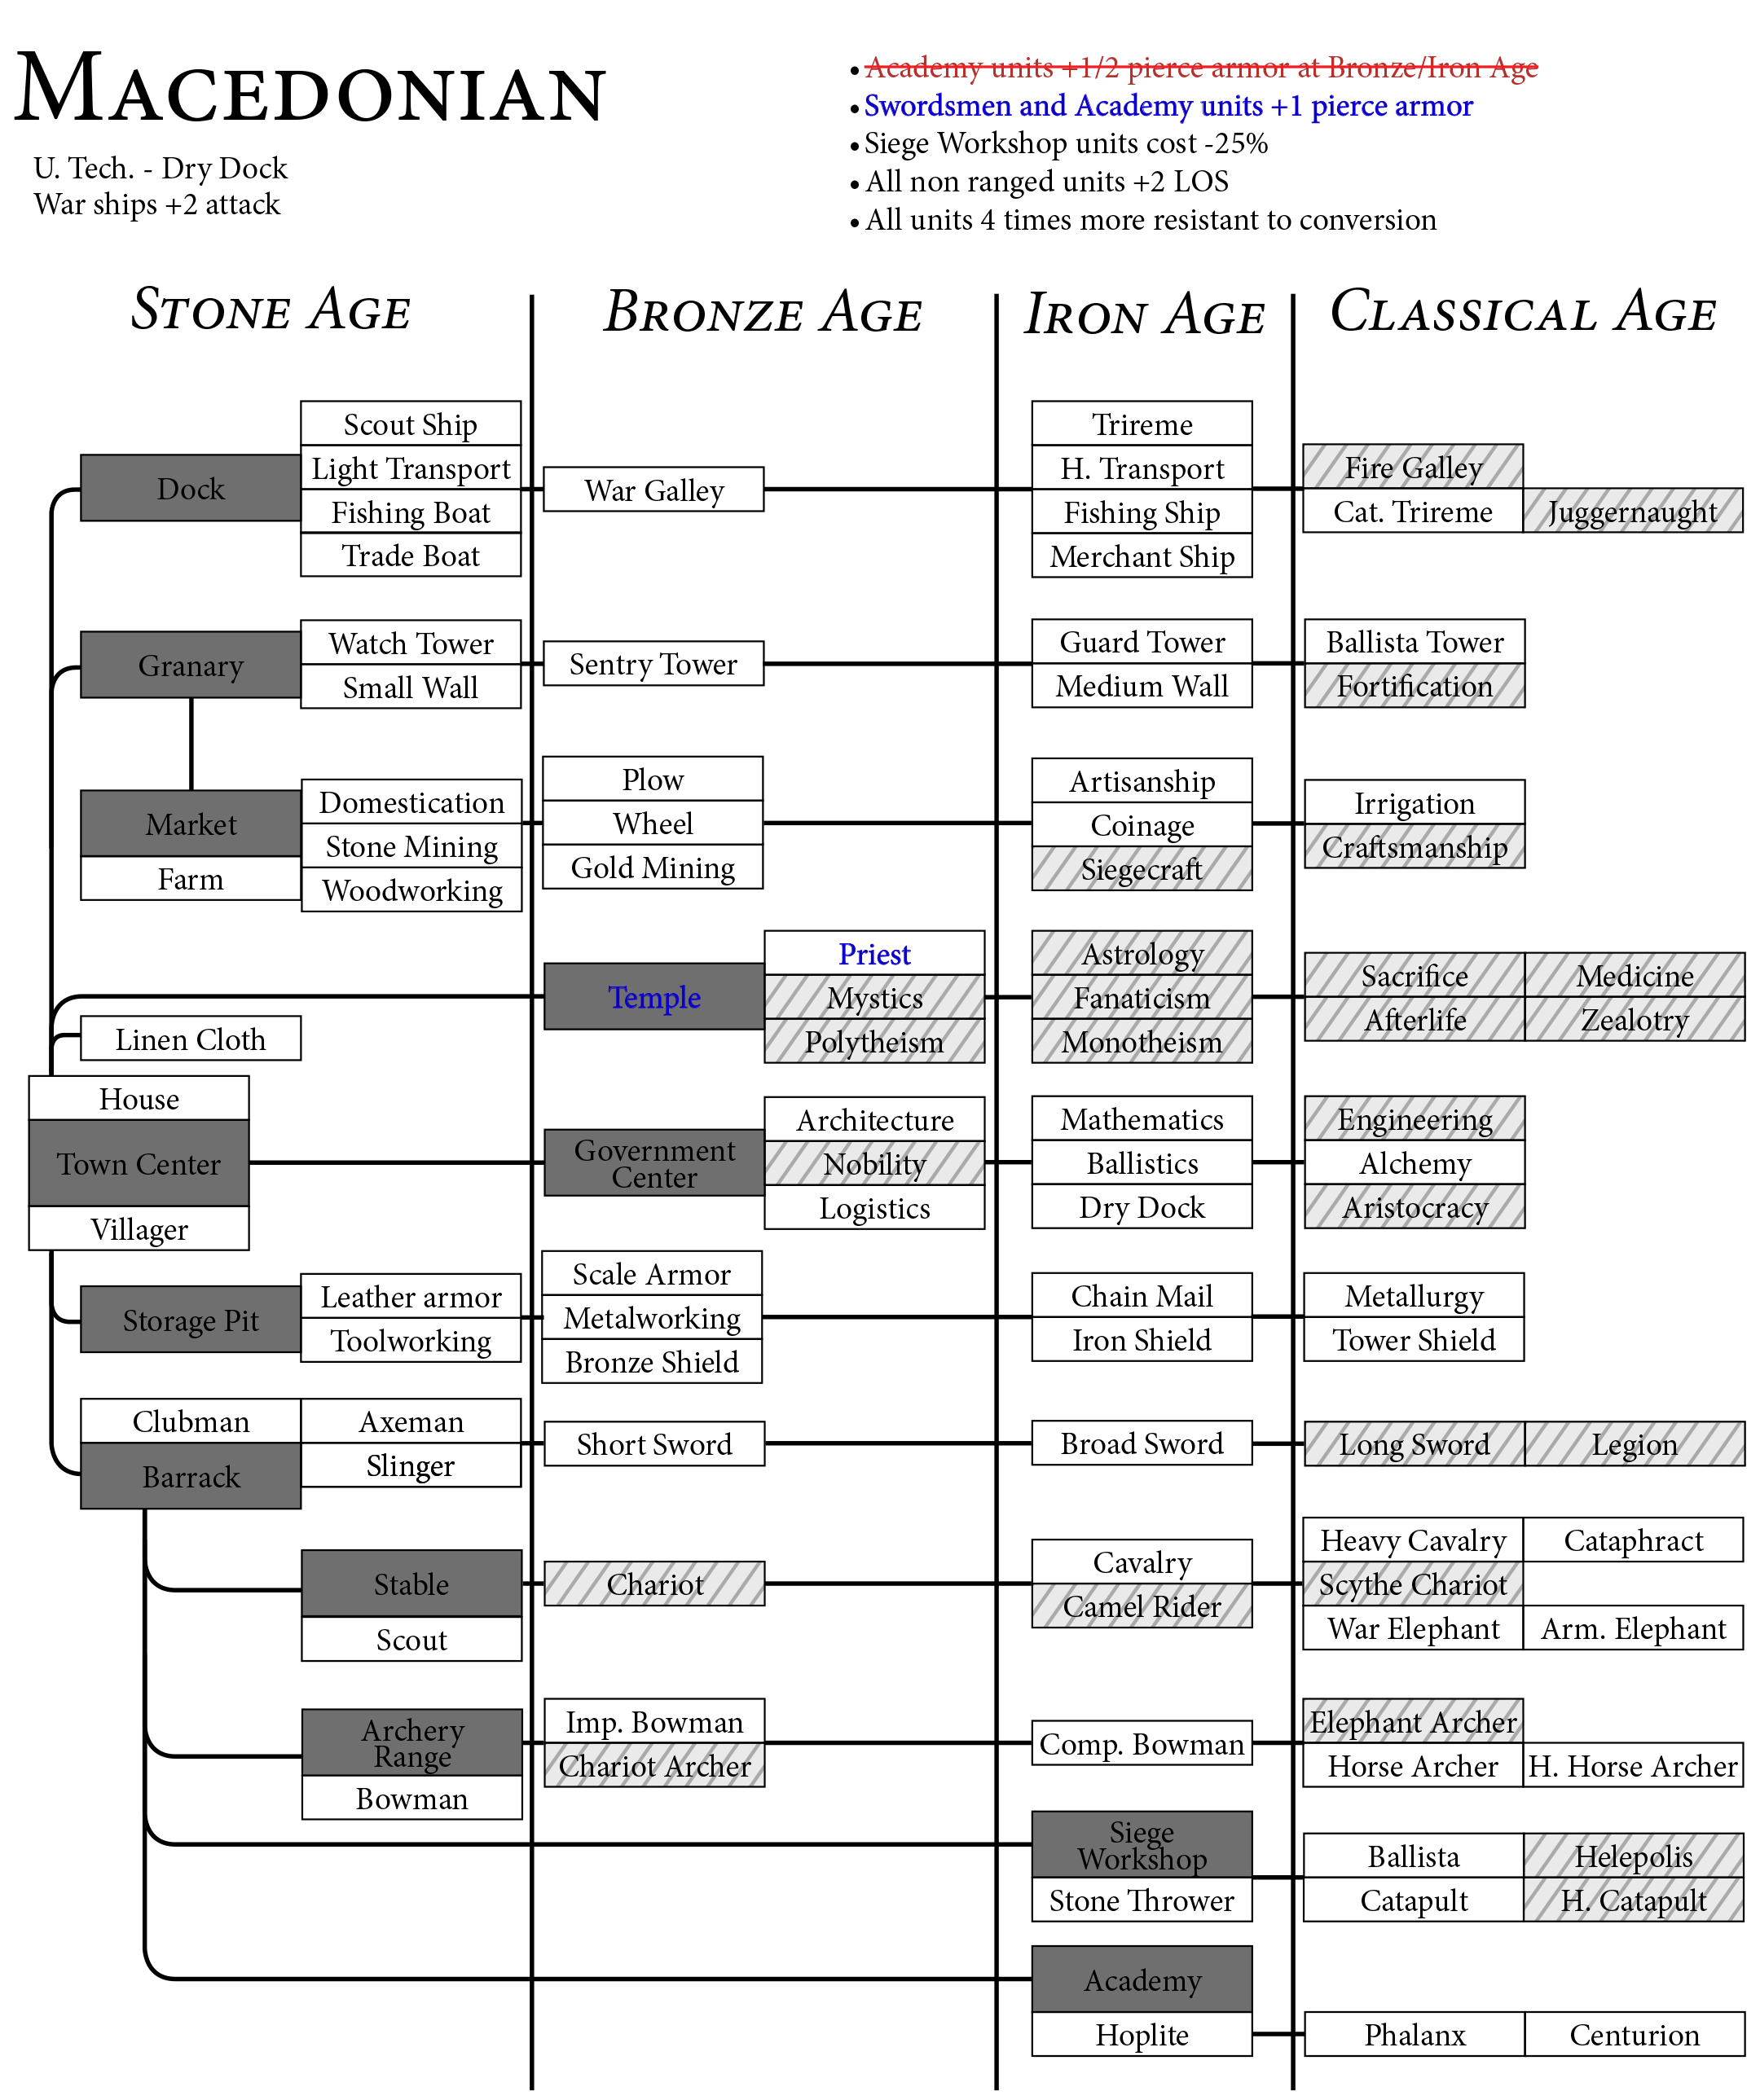 MACEDONIAN
U. Tech. - Dry Dock
War ships +2 attack
• Academy units +1/2 pierce armor at Bronze/Iron Age
• Swordsmen and Academy units +1 pierce armor
• Siege Workshop units cost -25%
• All non ranged units +2 LOS
• All units 4 times more resistant to conversion
STONE AGE
BRONZE AGE
IRON AGE
CLASSICAL AGE
Dock
Scout Ship
Light Transport
Fishing Boat
Trade Boat
War Galley
Trireme
H. Transport
Fishing Ship
Merchant Ship
Fire Galley
Cat. Trireme
Juggernaught
Granary
Watch Tower
Small Wall
Sentry Tower
Guard Tower
Medium Wall
Ballista Tower
Fortification
Market
Farm
Domestication
Stone Mining
Woodworking
Plow
Wheel
Gold Mining
Artisanship
Coinage
Siegecraft
Irrigation
Craftsmanship
Temple
Priest
Mystics
Polytheism
Astrology
Fanaticism
Monotheism
Sacrifice
Medicine
Afterlife
Zealotry
Linen Cloth
House
Town Center
Villager
Government
Center
Architecture
Nobility
Logistics
Mathematics
Ballistics
Dry Dock
Engineering
Alchemy
Aristocracy
Storage Pit
Leather armor
Toolworking
Scale Armor
Metalworking
Bronze Shield
Chain Mail
Iron Shield
Metallurgy
Tower Shield
Clubman
Barrack
Axeman
Slinger
Short Sword
Broad Sword
Long Sword
Legion
Stable
Scout
Chariot
Cavalry
Camel Rider
Heavy Cavalry
Cataphract
Scythe Chariot
War Elephant
Arm. Elephant
Archery
Range
Bowman
Imp. Bowman
Chariot Archer
Comp. Bowman
Elephant Archer
Horse Archer
H. Horse Archer
Siege
Workshop
Stone Thrower
Ballista
Helepolis
Catapult
H. Catapult
Academy
Hoplite
Phalanx
Centurion